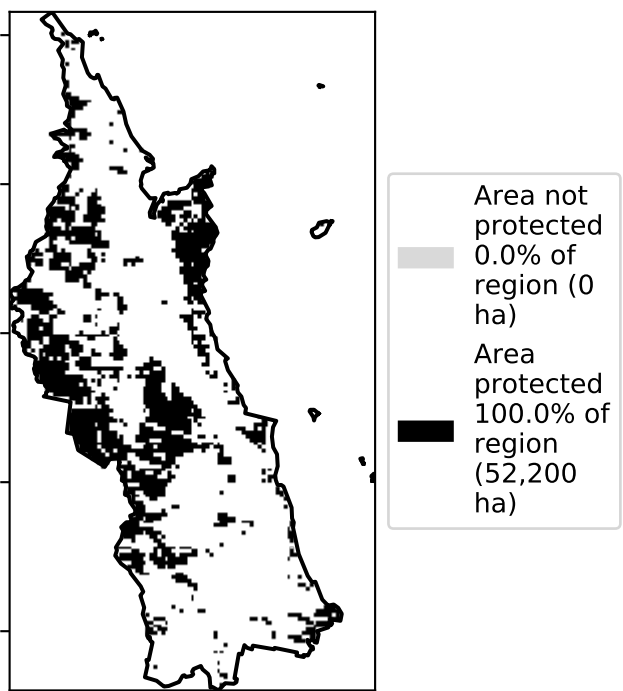 Area not
protected
0.0% of
region (0
ha)
Area
protected
100.0% of
region
(52,200
ha)